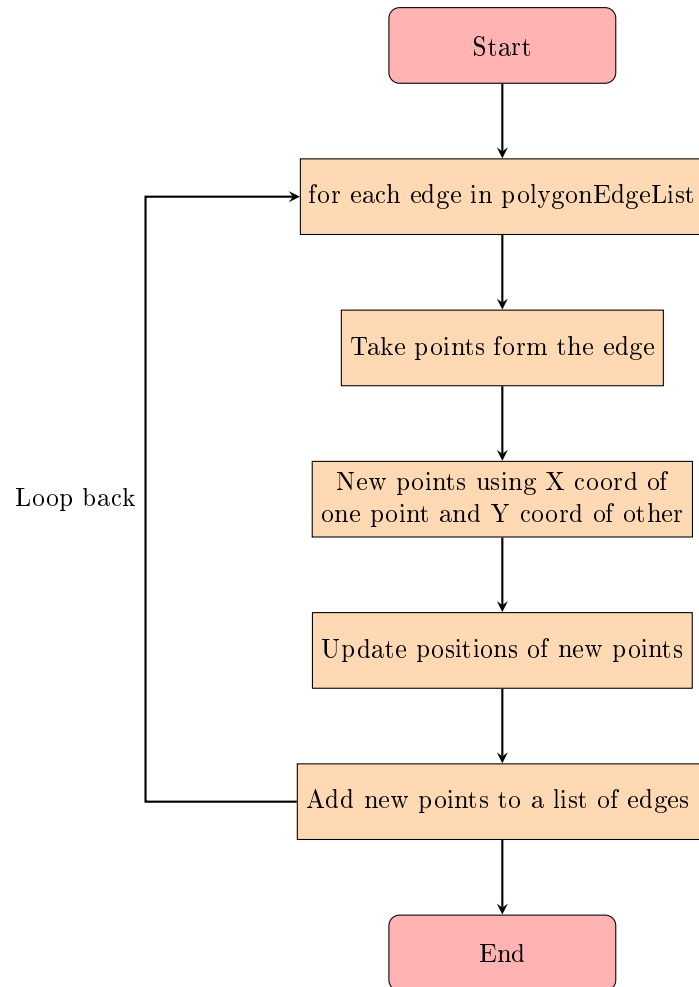 Start
for each edge in polygonEdgeList
Take points form the edge
New points using X coord of
one point and Y coord of other
Loop back
Update positions of new points
Add new points to a list of edges
End